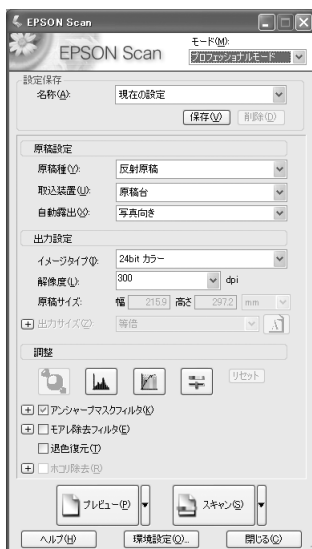 EPSON Scan
EPSON Scan
モード(M):
プロフェッショナルモード
設定保存
名称(A): 現在の設定
保存(V) 削除(D)
原稿設定
原稿種(Y): 反射原稿
取込装置(U): 原稿台
自動露出(X): 写真向き
出力設定
イメージタイプ(I): 24bit カラー
解像度(L): 300 dpi
原稿サイズ: 幅 215.9 高さ 297.2 mm
出力サイズ(Z) 等倍
調整
リセット
アンシャープマスクフィルタ(K)
モアレ除去フィルタ(E)
退色復元(T)
ホコリ除去(R)
プレビュー(P) スキャン(S)
ヘルプ(H) 環境設定(O)... 閉じる(C)